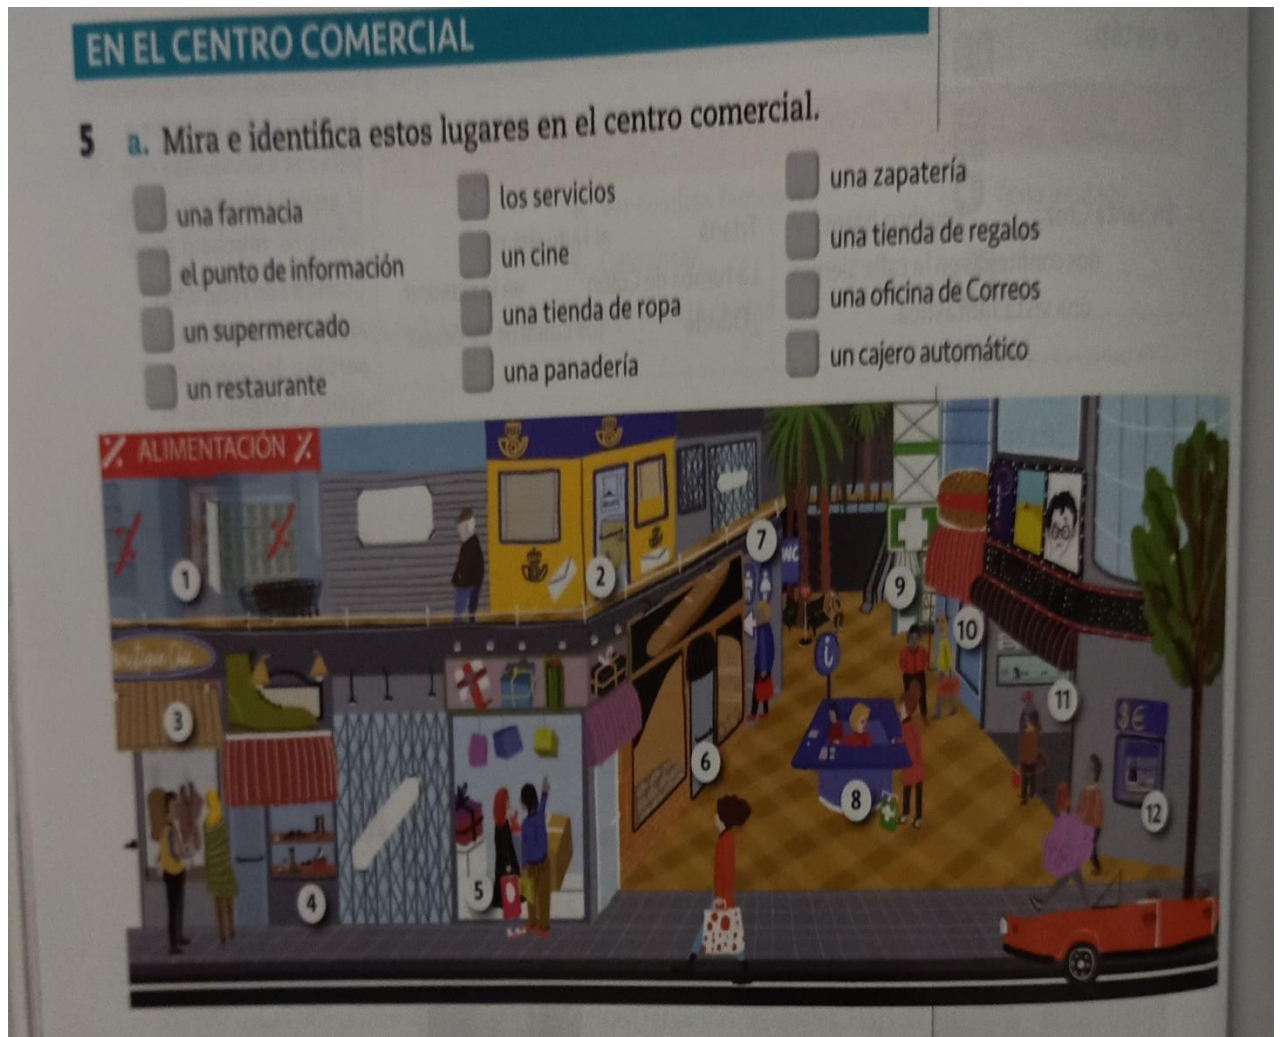 EN EL CENTRO COMERCIAL
5 a. Mira e identifica estos lugares en el centro comercial.
una farmacia
el punto de información
un supermercado
un restaurante
los servicios
un cine
una tienda de ropa
una panadería
una zapatería
una tienda de regalos
una oficina de Correos
un cajero automático
% ALIMENTACIÓN %
%
%
1
2
7
WC
9
10
i
11
$€
3
6
8
12
5
4